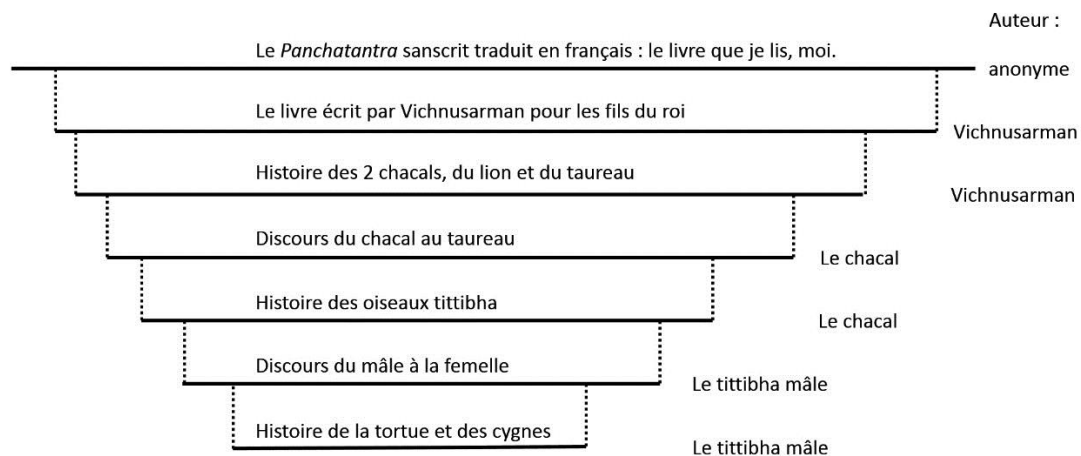 Auteur :
Le Panchatantra sanscrit traduit en français : le livre que je lis, moi.
anonyme
Le livre écrit par Vichnusarman pour les fils du roi
Vichnusarman
Histoire des 2 chacals, du lion et du taureau
Vichnusarman
Discours du chacal au taureau
Le chacal
Histoire des oiseaux tittibha
Le chacal
Discours du mâle à la femelle
Le tittibha mâle
Histoire de la tortue et des cygnes
Le tittibha mâle